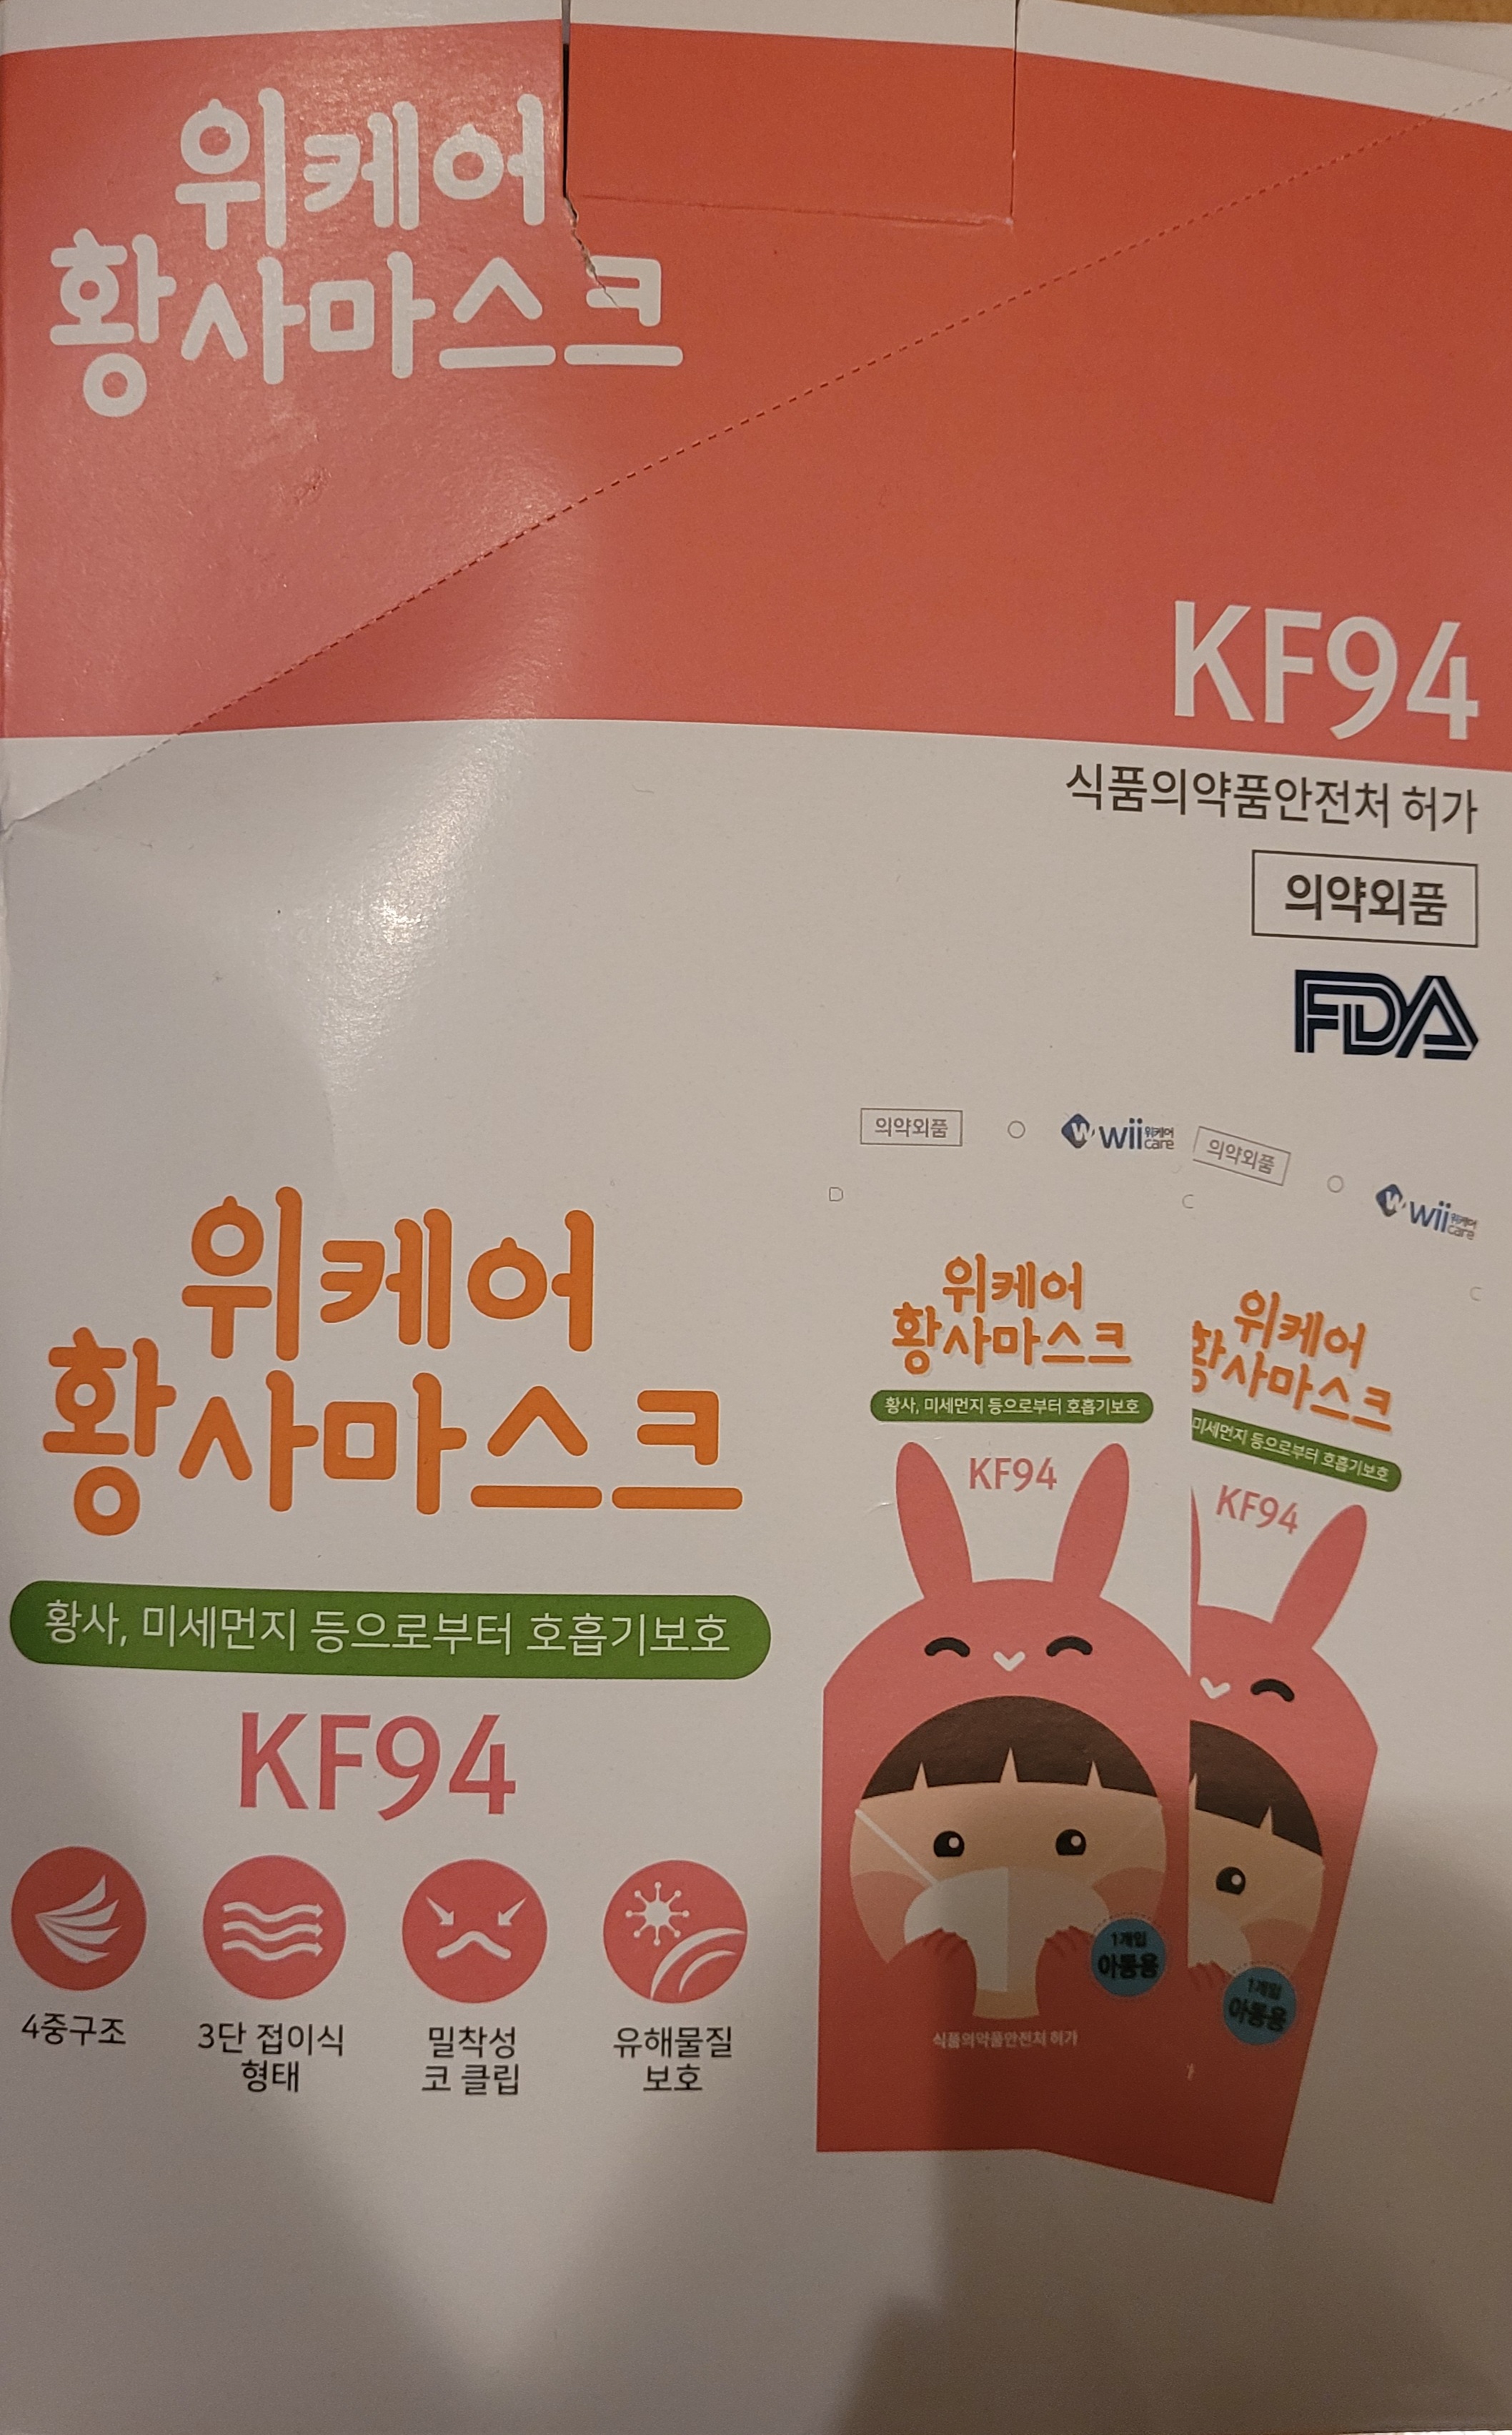 위케어
황사마스크
KF94
식품의약품안전처 허가
의약외품
FDA
의약외품
W wii 위케어 care
의약외품
W wii 위케어 care
위케어
황사마스크
황사, 미세먼지 등으로부터 호흡기보호
KF94
4중구조
3단 접이식
형태
밀착성
코 클립
유해물질
보호
위케어
황사마스크
황사, 미세먼지 등으로부터 호흡기보호
KF94
1개입
아동용
식품의약품안전처 허가
위케어
황사마스크
미세먼지 등으로부터 호흡기보호
KF94
1개입
아동용